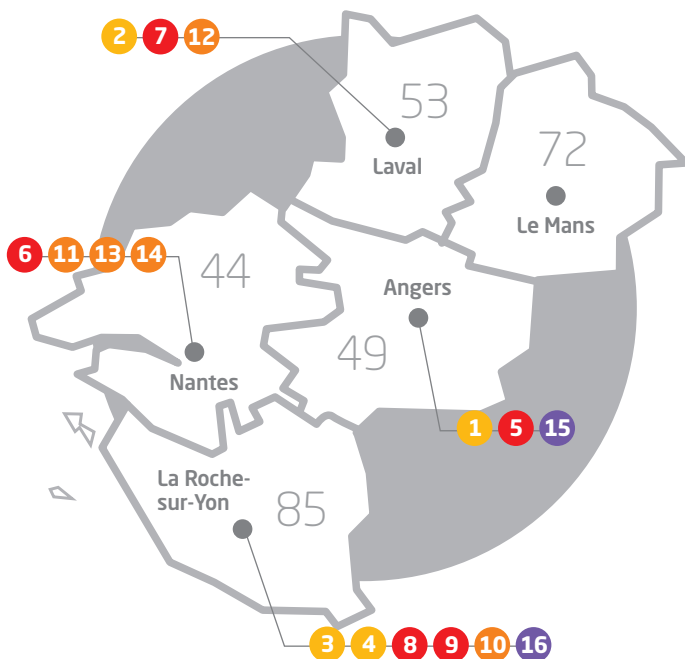 2 7 12
53
Laval
72
Le Mans
6 11 13 14
44
Nantes
Angers
49
1 5 15
La Roche-
sur-Yon
85
3 4 8 9 10 16